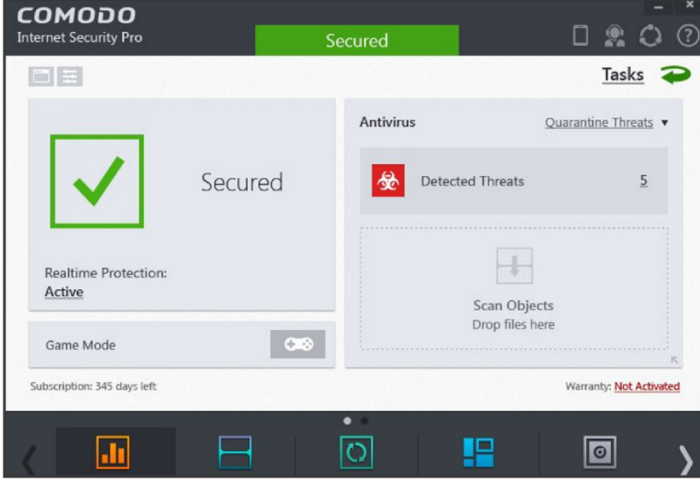 COMODO
Internet Security Pro
Secured
Tasks
Antivirus
Quarantine Threats
Secured
Detected Threats
5
Realtime Protection:
Active
Scan Objects
Drop files here
Game Mode
Subscription: 345 days left
Warranty: Not Activated